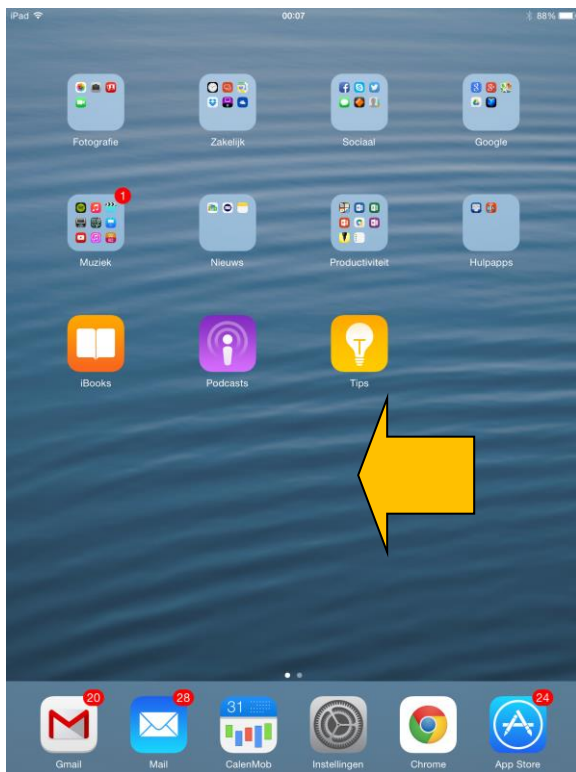 iPad 00:07 88%
Fotografie Zakelijk Sociaal Google
1
Muziek Nieuws Productiviteit Hulpapps
iBooks Podcasts Tips
20 28 31 24
Gmail Mail CalenMob Instellingen Chrome App Store